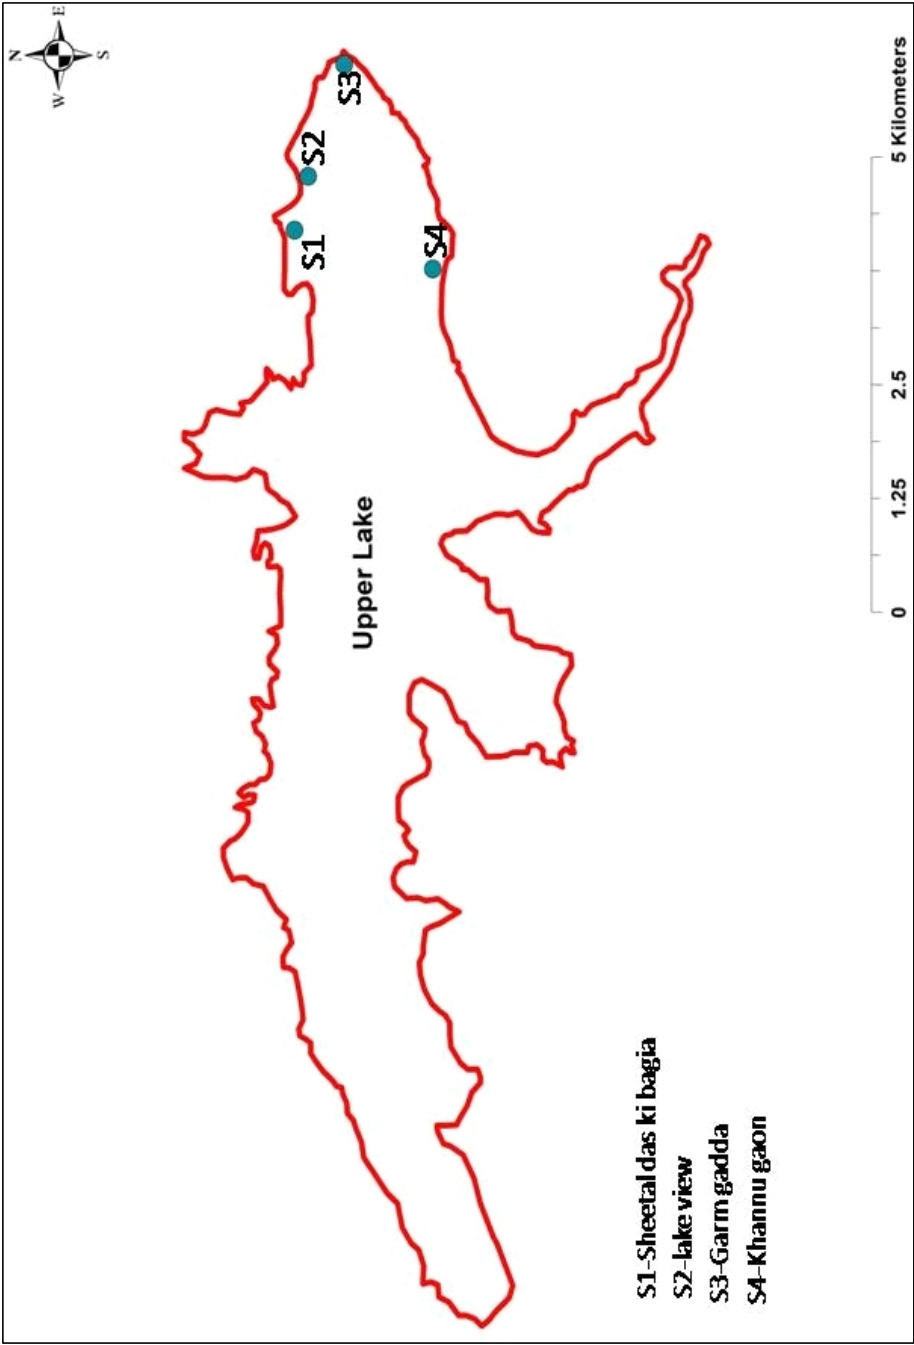 N
E
S
W
S1
S2
S3
S4
Upper Lake
0 1.25 2.5 5 Kilometers
S1-Sheetal das ki bagia
S2-lake view
S3-Garm gadda
S4-Khannu gaon